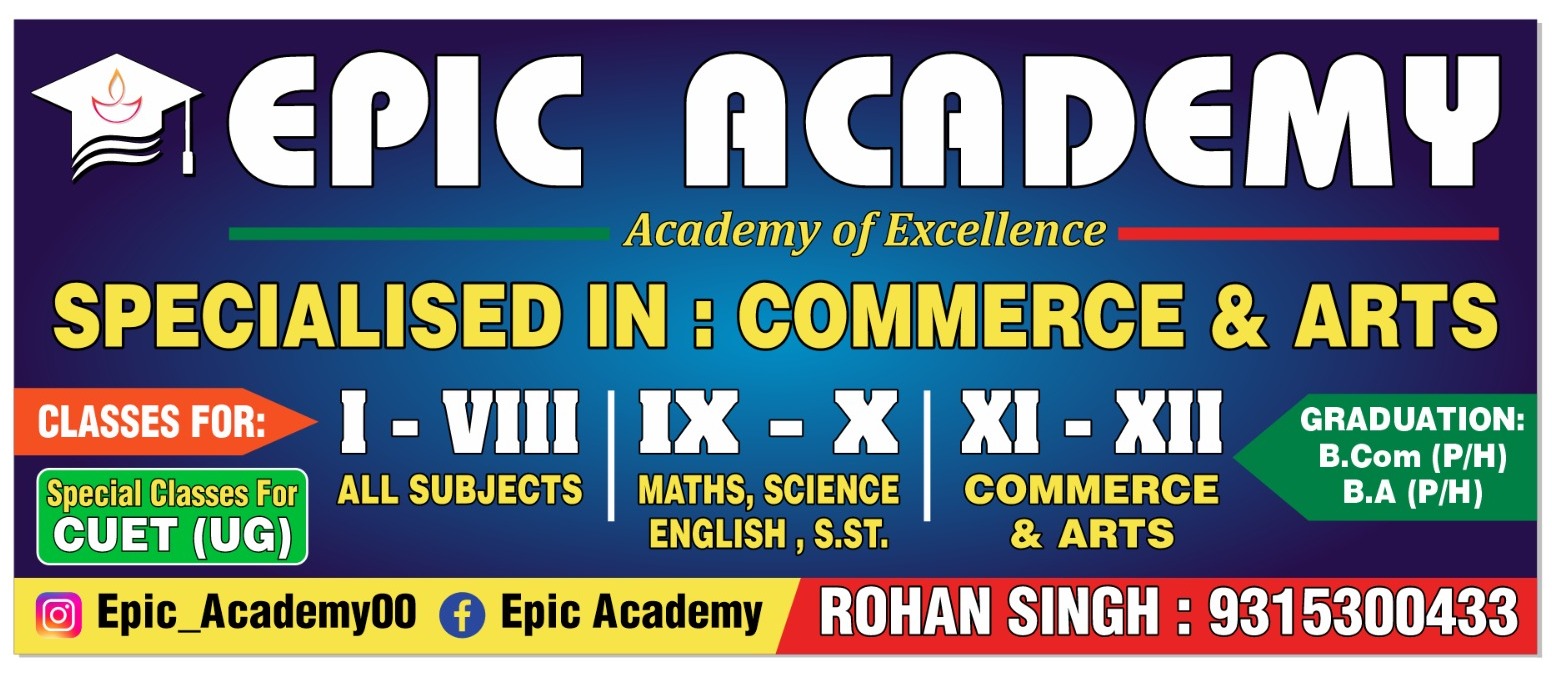 EPIC ACADEMY
Academy of Excellence
SPECIALISED IN : COMMERCE & ARTS
CLASSES FOR:
I - VIII
ALL SUBJECTS
IX - X
MATHS, SCIENCE
ENGLISH , S.ST.
XI - XII
COMMERCE
& ARTS
GRADUATION:
B.Com (P/H)
B.A (P/H)
Special Classes For
CUET (UG)
Epic_Academy00
Epic Academy
ROHAN SINGH : 9315300433